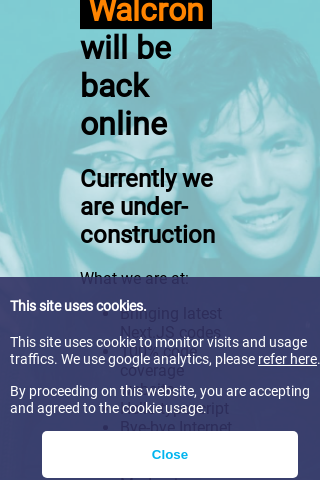 Walcron
will be
back
online
Currently we
are under-
construction
What we are at:
Bringing latest
Next JS codes
coverage
This site uses cookies.
This site uses cookie to monitor visits and usage
traffics. We use google analytics, please refer here.
By proceeding on this website, you are accepting
and agreed to the cookie usage.
Bye-bye Internet
Close